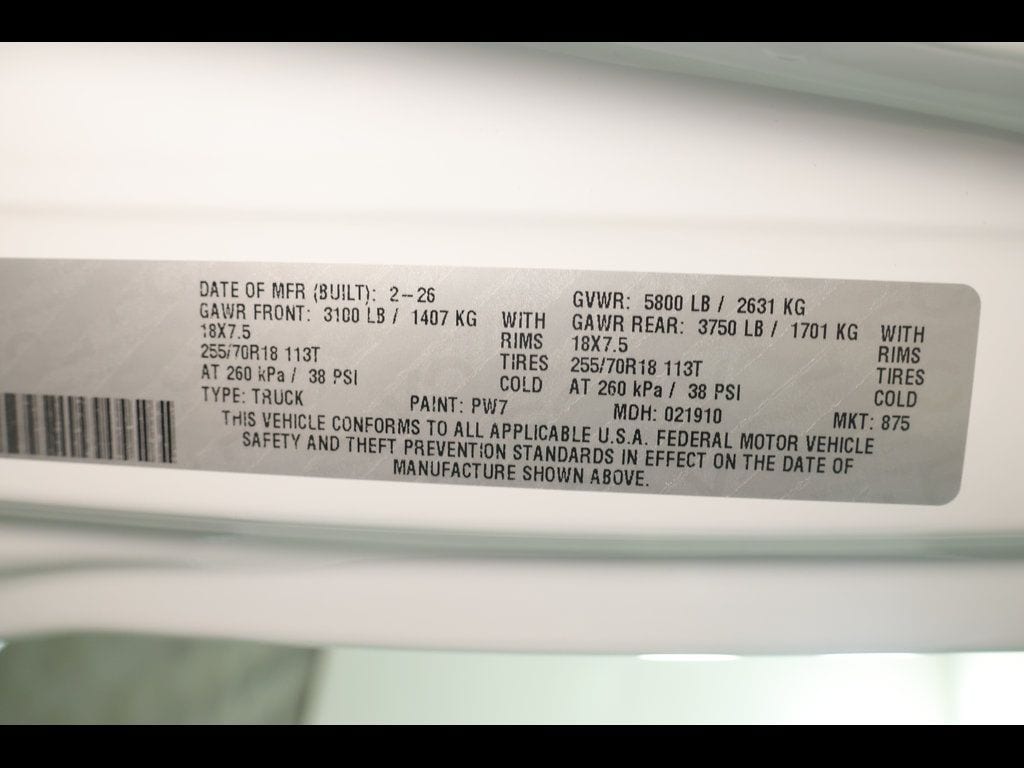 DATE OF MFR (BUILT): 2-26
GVWR: 5800 LB / 2631 KG
GAWR FRONT: 3100 LB / 1407 KG WITH
18X7.5 RIMS
255/70R18 113T TIRES
AT 260 kPa / 38 PSI COLD
GAWR REAR: 3750 LB / 1701 KG WITH
18X7.5 RIMS
255/70R18 113T TIRES
AT 260 kPa / 38 PSI COLD
TYPE: TRUCK PAINT: PW7 MDH: 021910 MKT: 875
THIS VEHICLE CONFORMS TO ALL APPLICABLE U.S.A. FEDERAL MOTOR VEHICLE
SAFETY AND THEFT PREVENTION STANDARDS IN EFFECT ON THE DATE OF
MANUFACTURE SHOWN ABOVE.